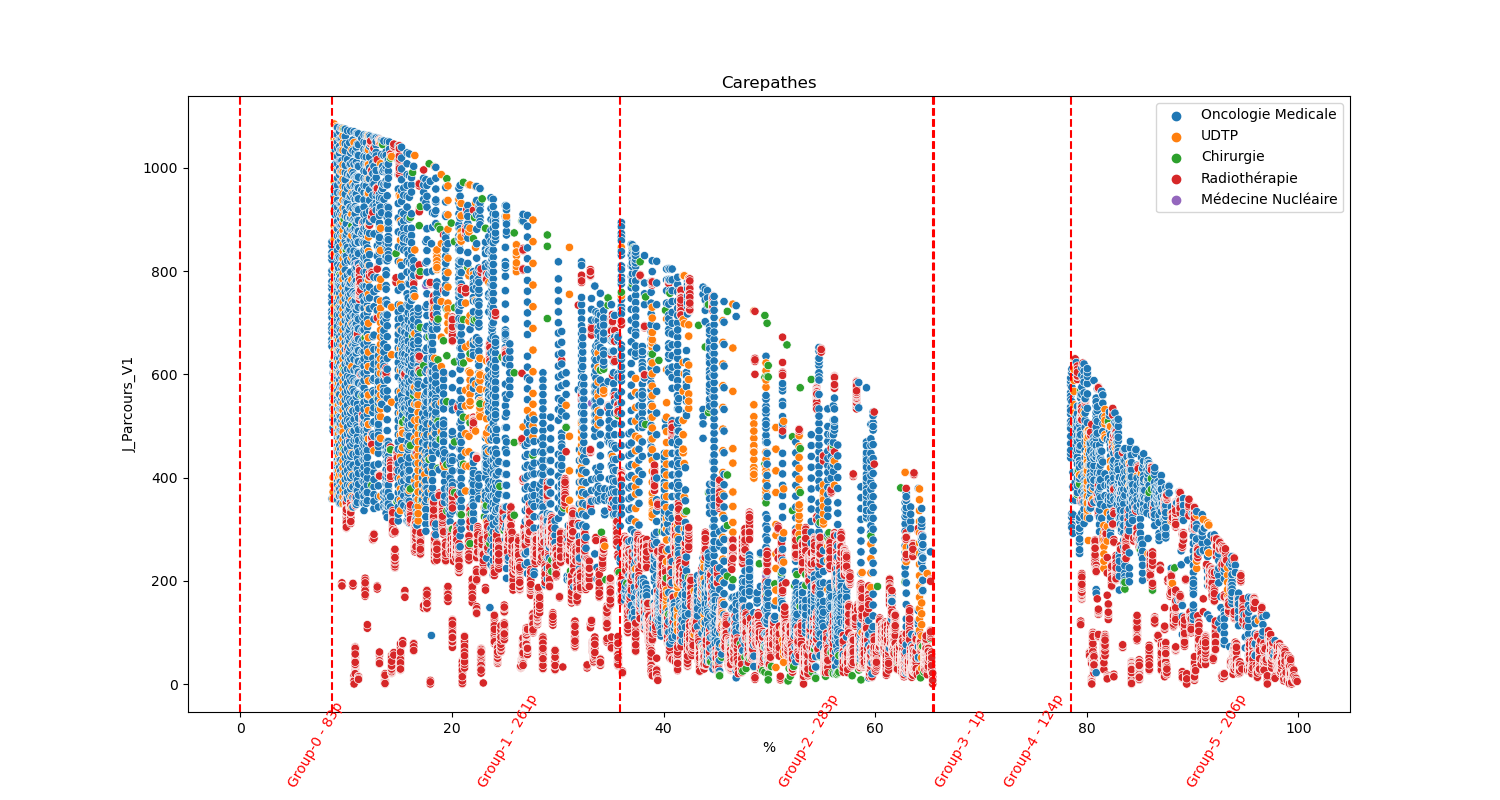 Carepathes
Oncologie Medicale
UDTP
Chirurgie
Radiothérapie
Médecine Nucléaire
J_Parcours_V1
1000
800
600
400
200
0
0
20
40
60
80
100
%
Group-0 - 83p
Group-1 - 261p
Group-2 - 283p
Group-3 - 1p
Group-4 - 124p
Group-5 - 206p